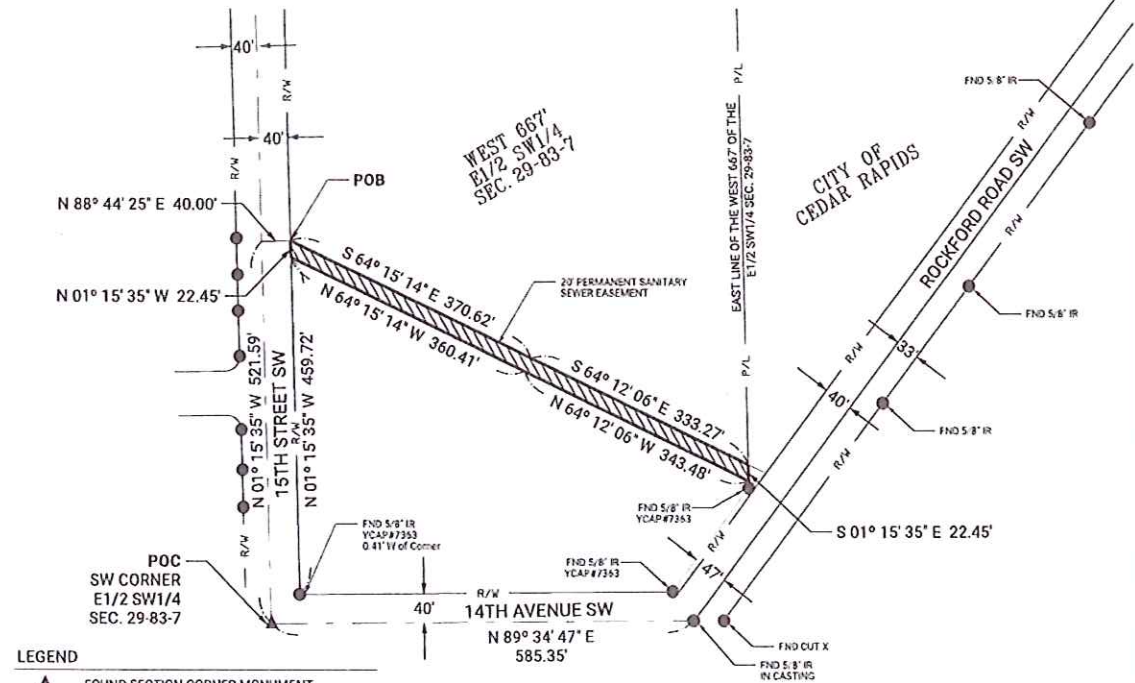 40'
R/W
R/W
40'
R/W
POB
WEST 667'
E1/2 SW1/4
SEC. 29-83-7
P/L
EAST LINE OF THE WEST 667' OF THE
E1/2 SW1/4 SEC. 29-83-7
P/L
CITY OF
CEDAR RAPIDS
FND 5/8" IR
R/W
ROCKFORD ROAD SW
R/W
N 88° 44' 25" E 40.00'
N 01° 15' 35" W 22.45'
S 64° 15' 14" E 370.62'
N 64° 15' 14" W 360.41'
20' PERMANENT SANITARY
SEWER EASEMENT
S 64° 12' 06" E 333.27'
N 64° 12' 06" W 343.48'
FND 5/8" IR
33'
R/W
40'
FND 5/8" IR
R/W
N 01° 15' 35" W 521.59'
15TH STREET SW
R/W
N 01° 15' 35" W 459.72'
R/W
FND 5/8" IR
YCAP#7363
0.41' W of Corner
FND 5/8" IR
YCAP#7363
S 01° 15' 35" E 22.45'
R/W
FND 5/8" IR
YCAP#7363
47'
POC
SW CORNER
E1/2 SW1/4
SEC. 29-83-7
R/W
40'
14TH AVENUE SW
N 89° 34' 47" E
585.35'
FND CUT X
FND 5/8" IR
IN CASTING
LEGEND
FOUND SECTION CORNER MONUMENT